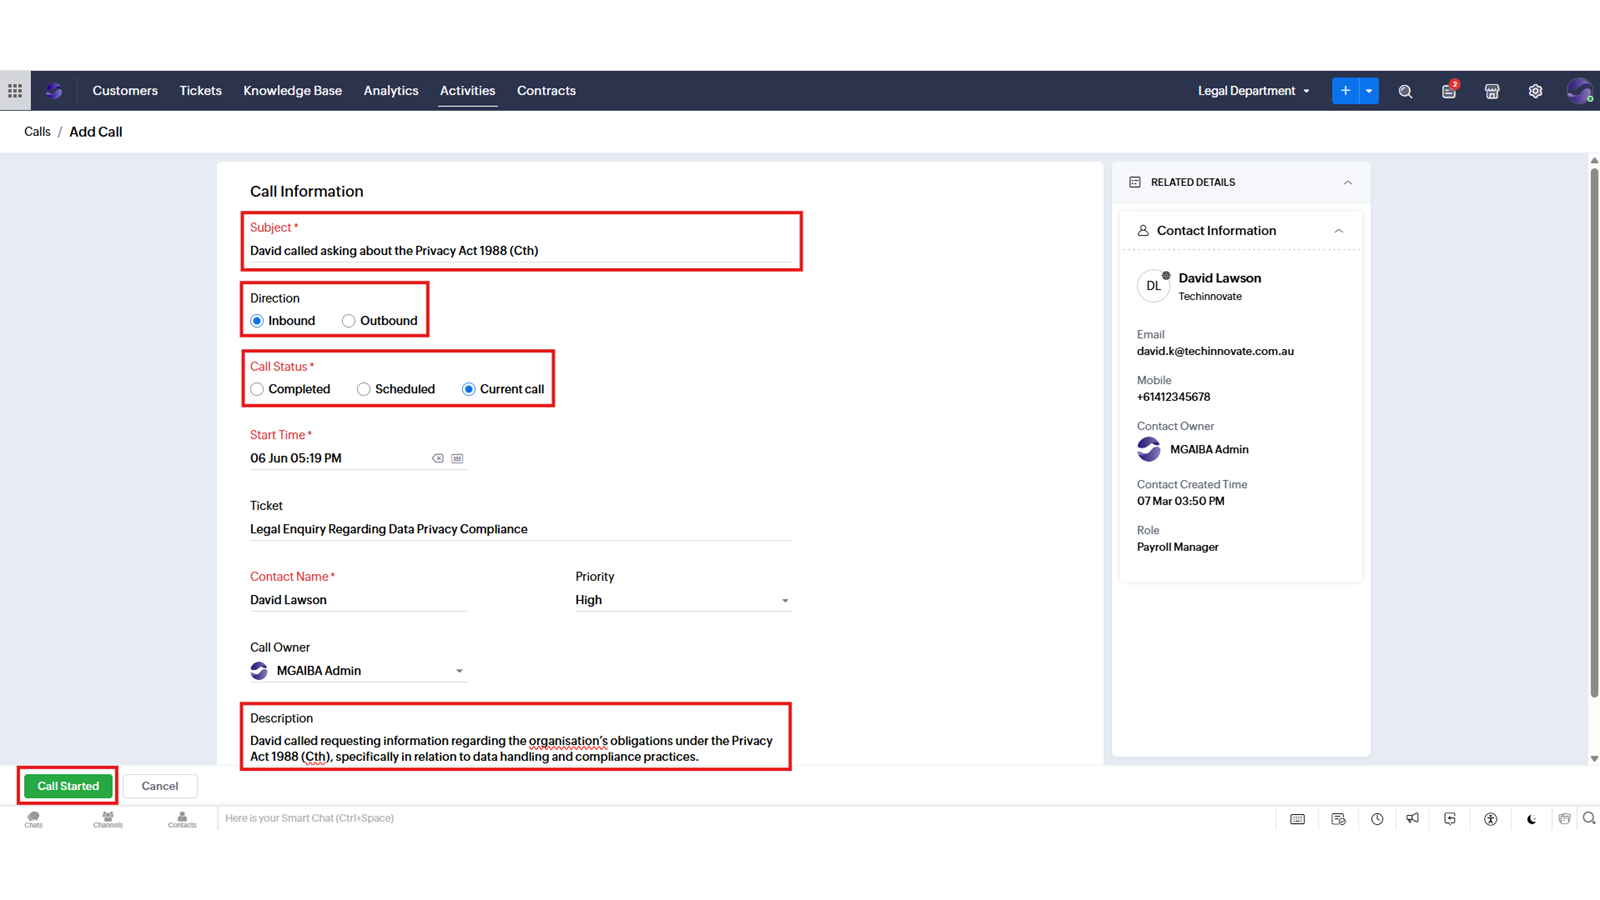 Customers Tickets Knowledge Base Analytics Activities Contracts Legal Department + 2
Calls / Add Call
Call Information
Subject *
David called asking about the Privacy Act 1988 (Cth)
Direction
Inbound Outbound
Call Status *
Completed Scheduled Current call
Start Time *
06 Jun 05:19 PM
Ticket
Legal Enquiry Regarding Data Privacy Compliance
Contact Name * Priority
David Lawson High
Call Owner
MGAIBA Admin
Description
David called requesting information regarding the organisation's obligations under the Privacy
Act 1988 (Cth), specifically in relation to data handling and compliance practices.
RELATED DETAILS
Contact Information
DL David Lawson
Techinnovate
Email
david.k@techinnovate.com.au
Mobile
+61412345678
Contact Owner
MGAIBA Admin
Contact Created Time
07 Mar 03:50 PM
Role
Payroll Manager
Call Started Cancel
Chats Channels Contacts Here is your Smart Chat (Ctrl+Space)